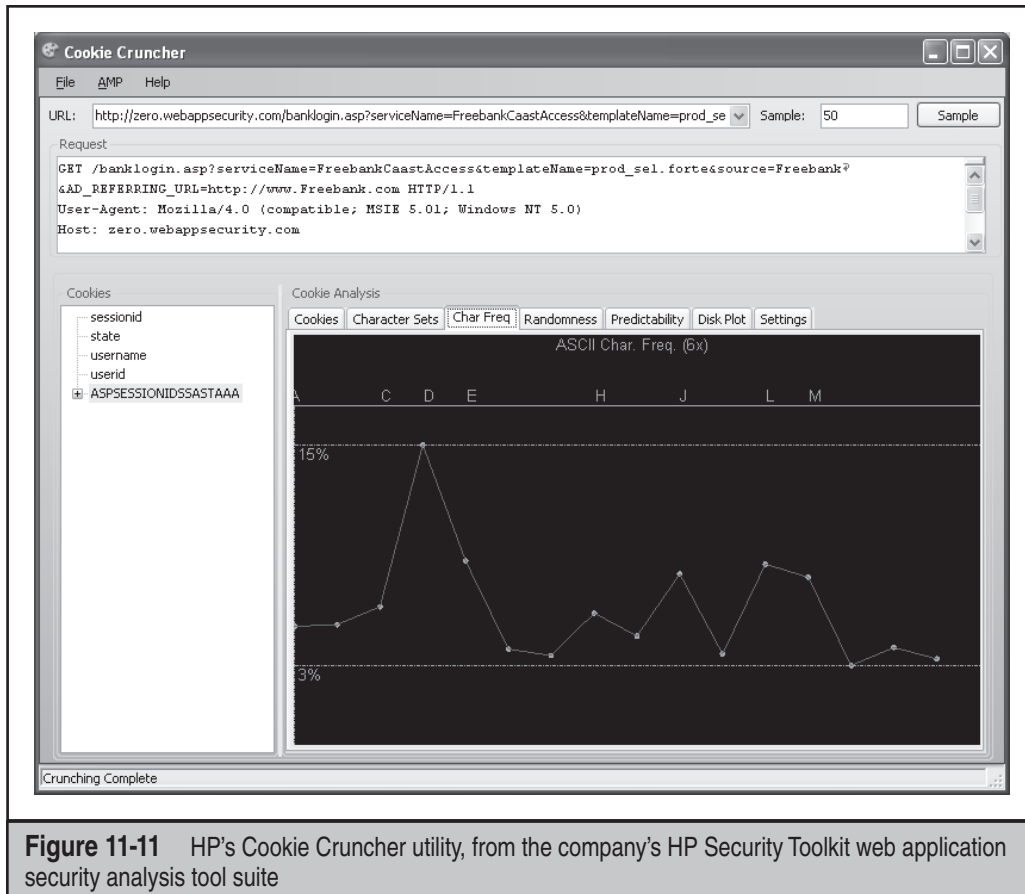 Cookie Cruncher
File AMP Help
URL: http://zero.webappsecurity.com/banklogin.asp?serviceName=FreebankCaastAccess&templateName=prod_se Sample: 50 Sample
Request
GET /banklogin.asp?serviceName=FreebankCaastAccess&templateName=prod_sel.forte&source=Freebank
&AD_REFERRING_URL=http://www.Freebank.com HTTP/1.1
User-Agent: Mozilla/4.0 (compatible; MSIE 5.01; Windows NT 5.0)
Host: zero.webappsecurity.com
Cookies
sessionid
state
username
userid
ASPSESSIONIDSSASTAAA
Cookie Analysis
Cookies Character Sets Char Freq Randomness Predictability Disk Plot Settings
ASCII Char. Freq. (6x)
A C D E H J L M
15%
3%
Crunching Complete
Figure 11-11 HP's Cookie Cruncher utility, from the company's HP Security Toolkit web application
security analysis tool suite